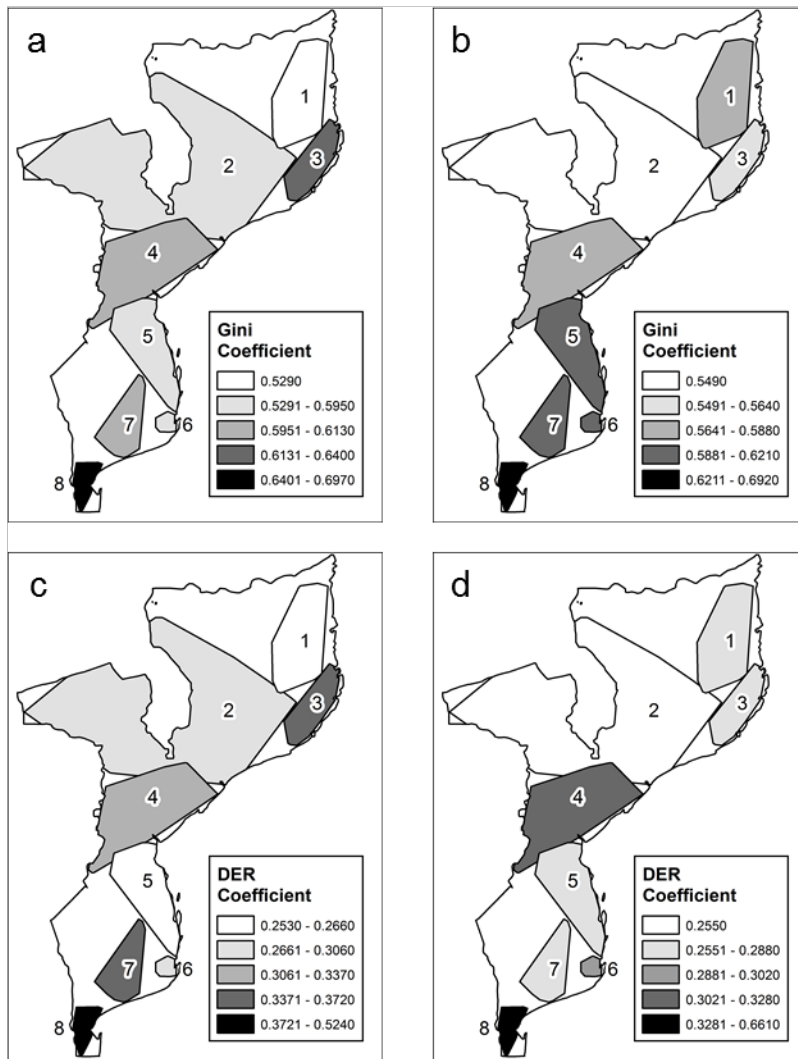 a
1
2
3
4
5
6
7
8
Gini
Coefficient
0.5290
0.5291 - 0.5950
0.5951 - 0.6130
0.6131 - 0.6400
0.6401 - 0.6970
b
1
2
3
4
5
6
7
8
Gini
Coefficient
0.5490
0.5491 - 0.5640
0.5641 - 0.5880
0.5881 - 0.6210
0.6211 - 0.6920
c
1
2
3
4
5
6
7
8
DER
Coefficient
0.2530 - 0.2660
0.2661 - 0.3060
0.3061 - 0.3370
0.3371 - 0.3720
0.3721 - 0.5240
d
1
2
3
4
5
6
7
8
DER
Coefficient
0.2550
0.2551 - 0.2880
0.2881 - 0.3020
0.3021 - 0.3280
0.3281 - 0.6610